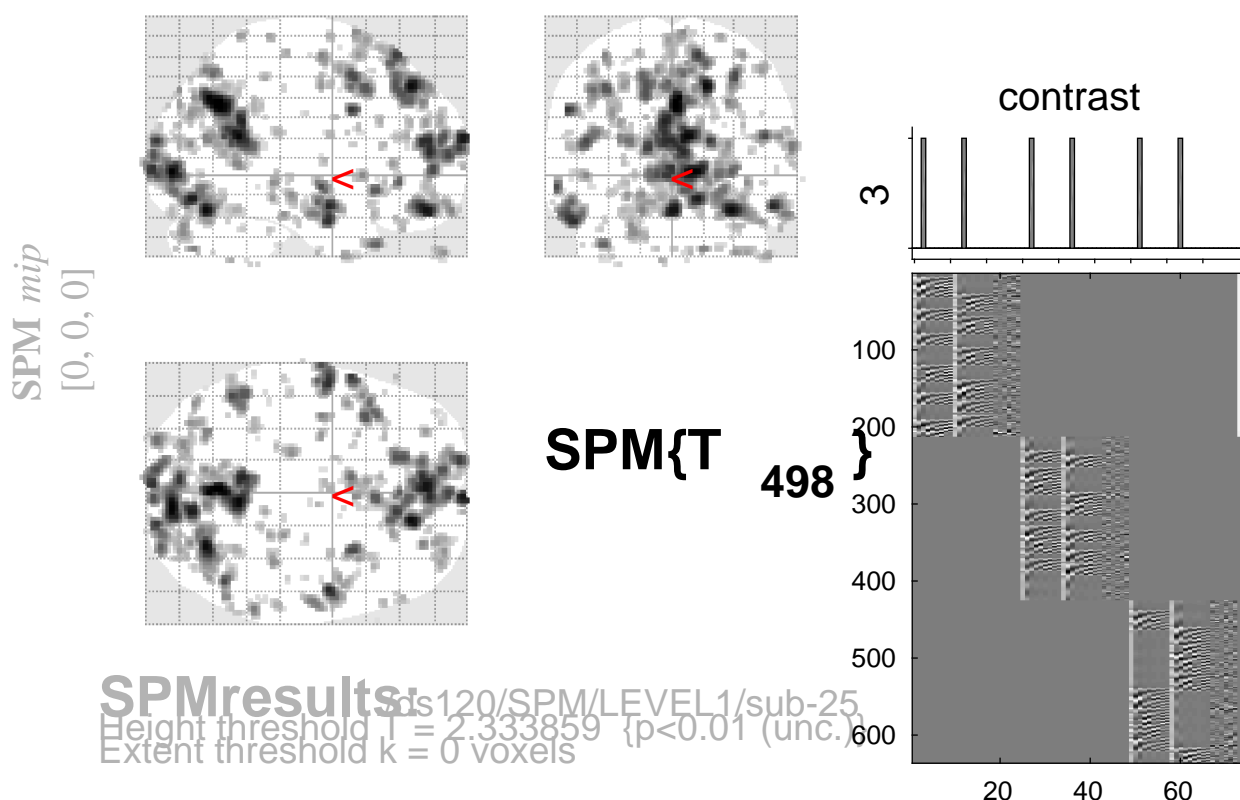 SPM mip
[0, 0, 0]
contrast
3
SPM{T
498
}
100
200
300
400
500
600
20 40 60
SPMresults: /ds120/SPM/LEVEL1/sub-25
Height threshold T = 2.333859 {p<0.01 (unc.)}
Extent threshold k = 0 voxels